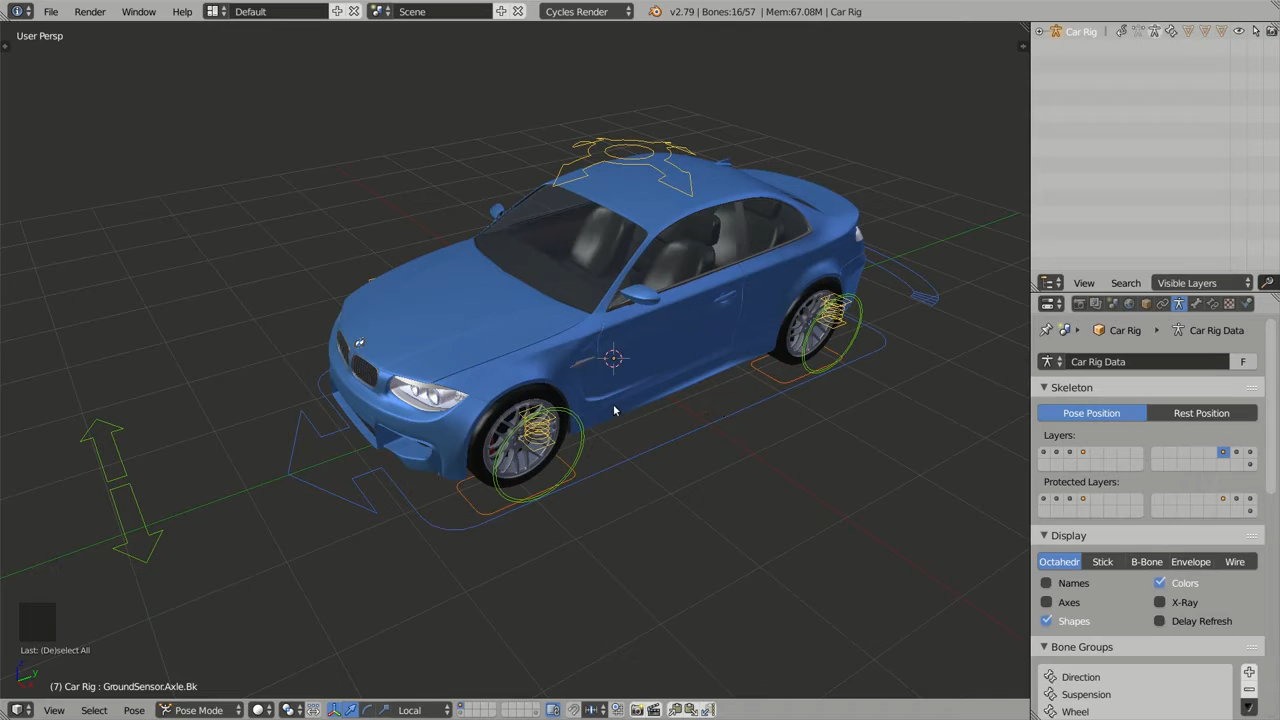 File Render Window Help Default Scene Cycles Render v2.79 | Bones:16/57 | Mem:67.08M | Car Rig
User Persp
Car Rig
View Search Visible Layers
Car Rig Car Rig Data
Car Rig Data F
Skeleton
Pose Position Rest Position
Layers:
Protected Layers:
Display
Octahedr Stick B-Bone Envelope Wire
Names Colors
Axes X-Ray
Shapes Delay Refresh
Bone Groups
Direction
Suspension
Wheel
Last: (De)select All
(7) Car Rig : GroundSensor.Axle.Bk
View Select Pose Pose Mode Local